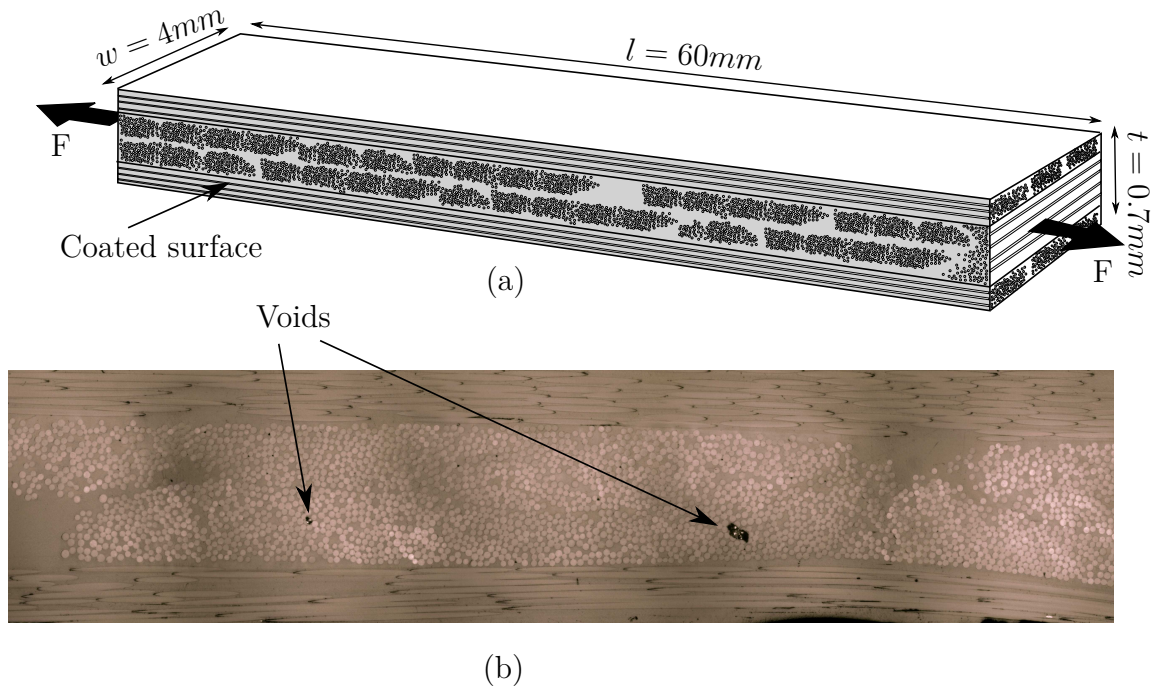 w = 4mm
l = 60mm
t = 0.7mm
F
F
Coated surface
(a)
Voids
(b)